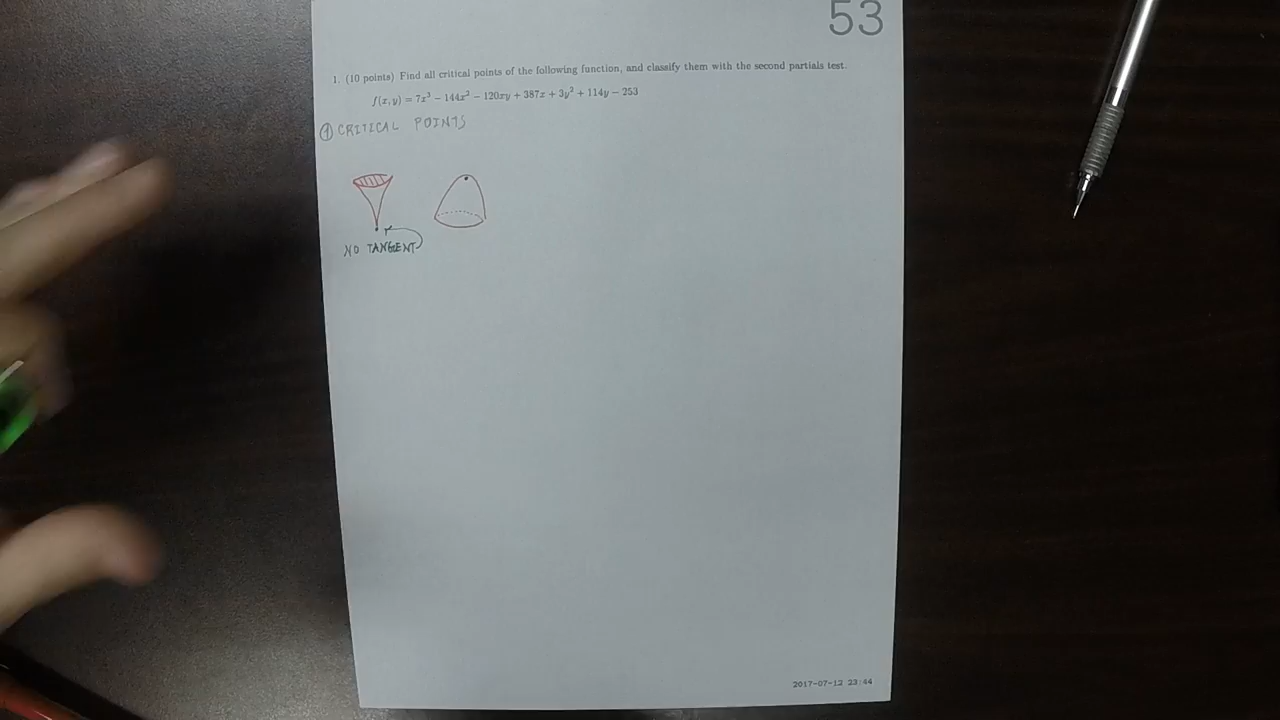 53
1. (10 points) Find all critical points of the following function, and classify them with the second partials test.
f(x, y) = 7x³ − 144x² − 120xy + 387x + 3y² + 114y − 253
① CRITICAL POINTS
NO TANGENT
2017-07-12 23:44